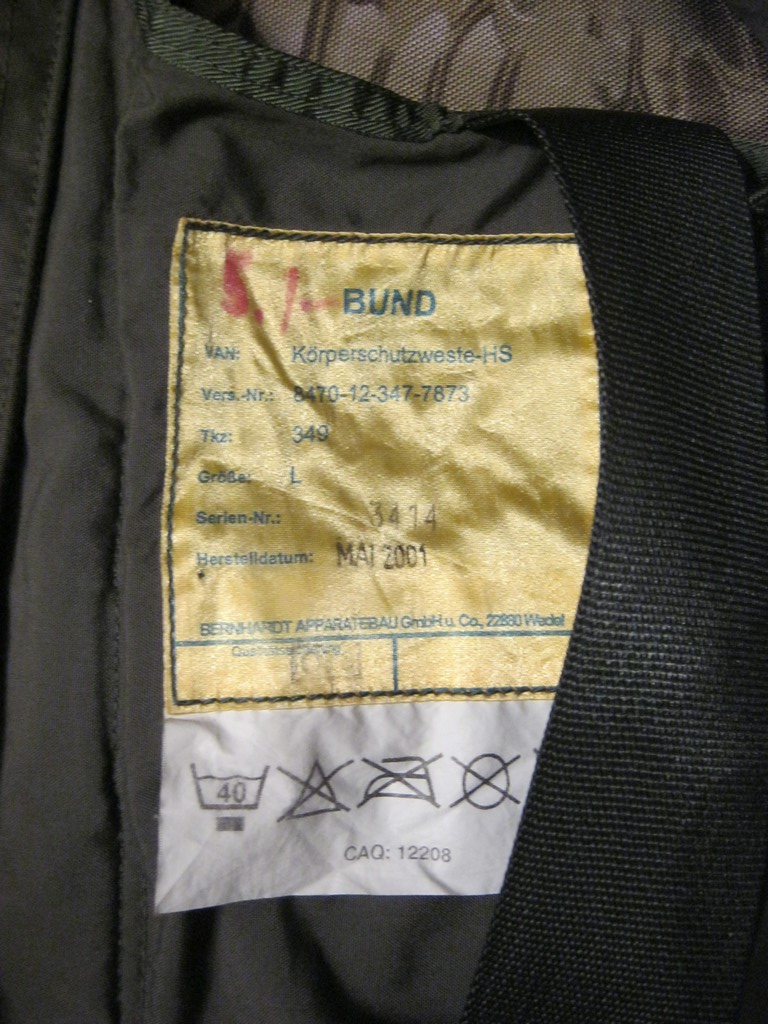 5./-
BUND
VAN: Körperschutzweste-HS
Vers.-Nr.: 8470-12-347-7873
Tkz: 349
Größe: L
Serien-Nr.: 3414
Herstelldatum: MAI 2001
BERNHARDT APPARATEBAU GmbH u. Co., 22880 Wedel
40
CAQ: 12208